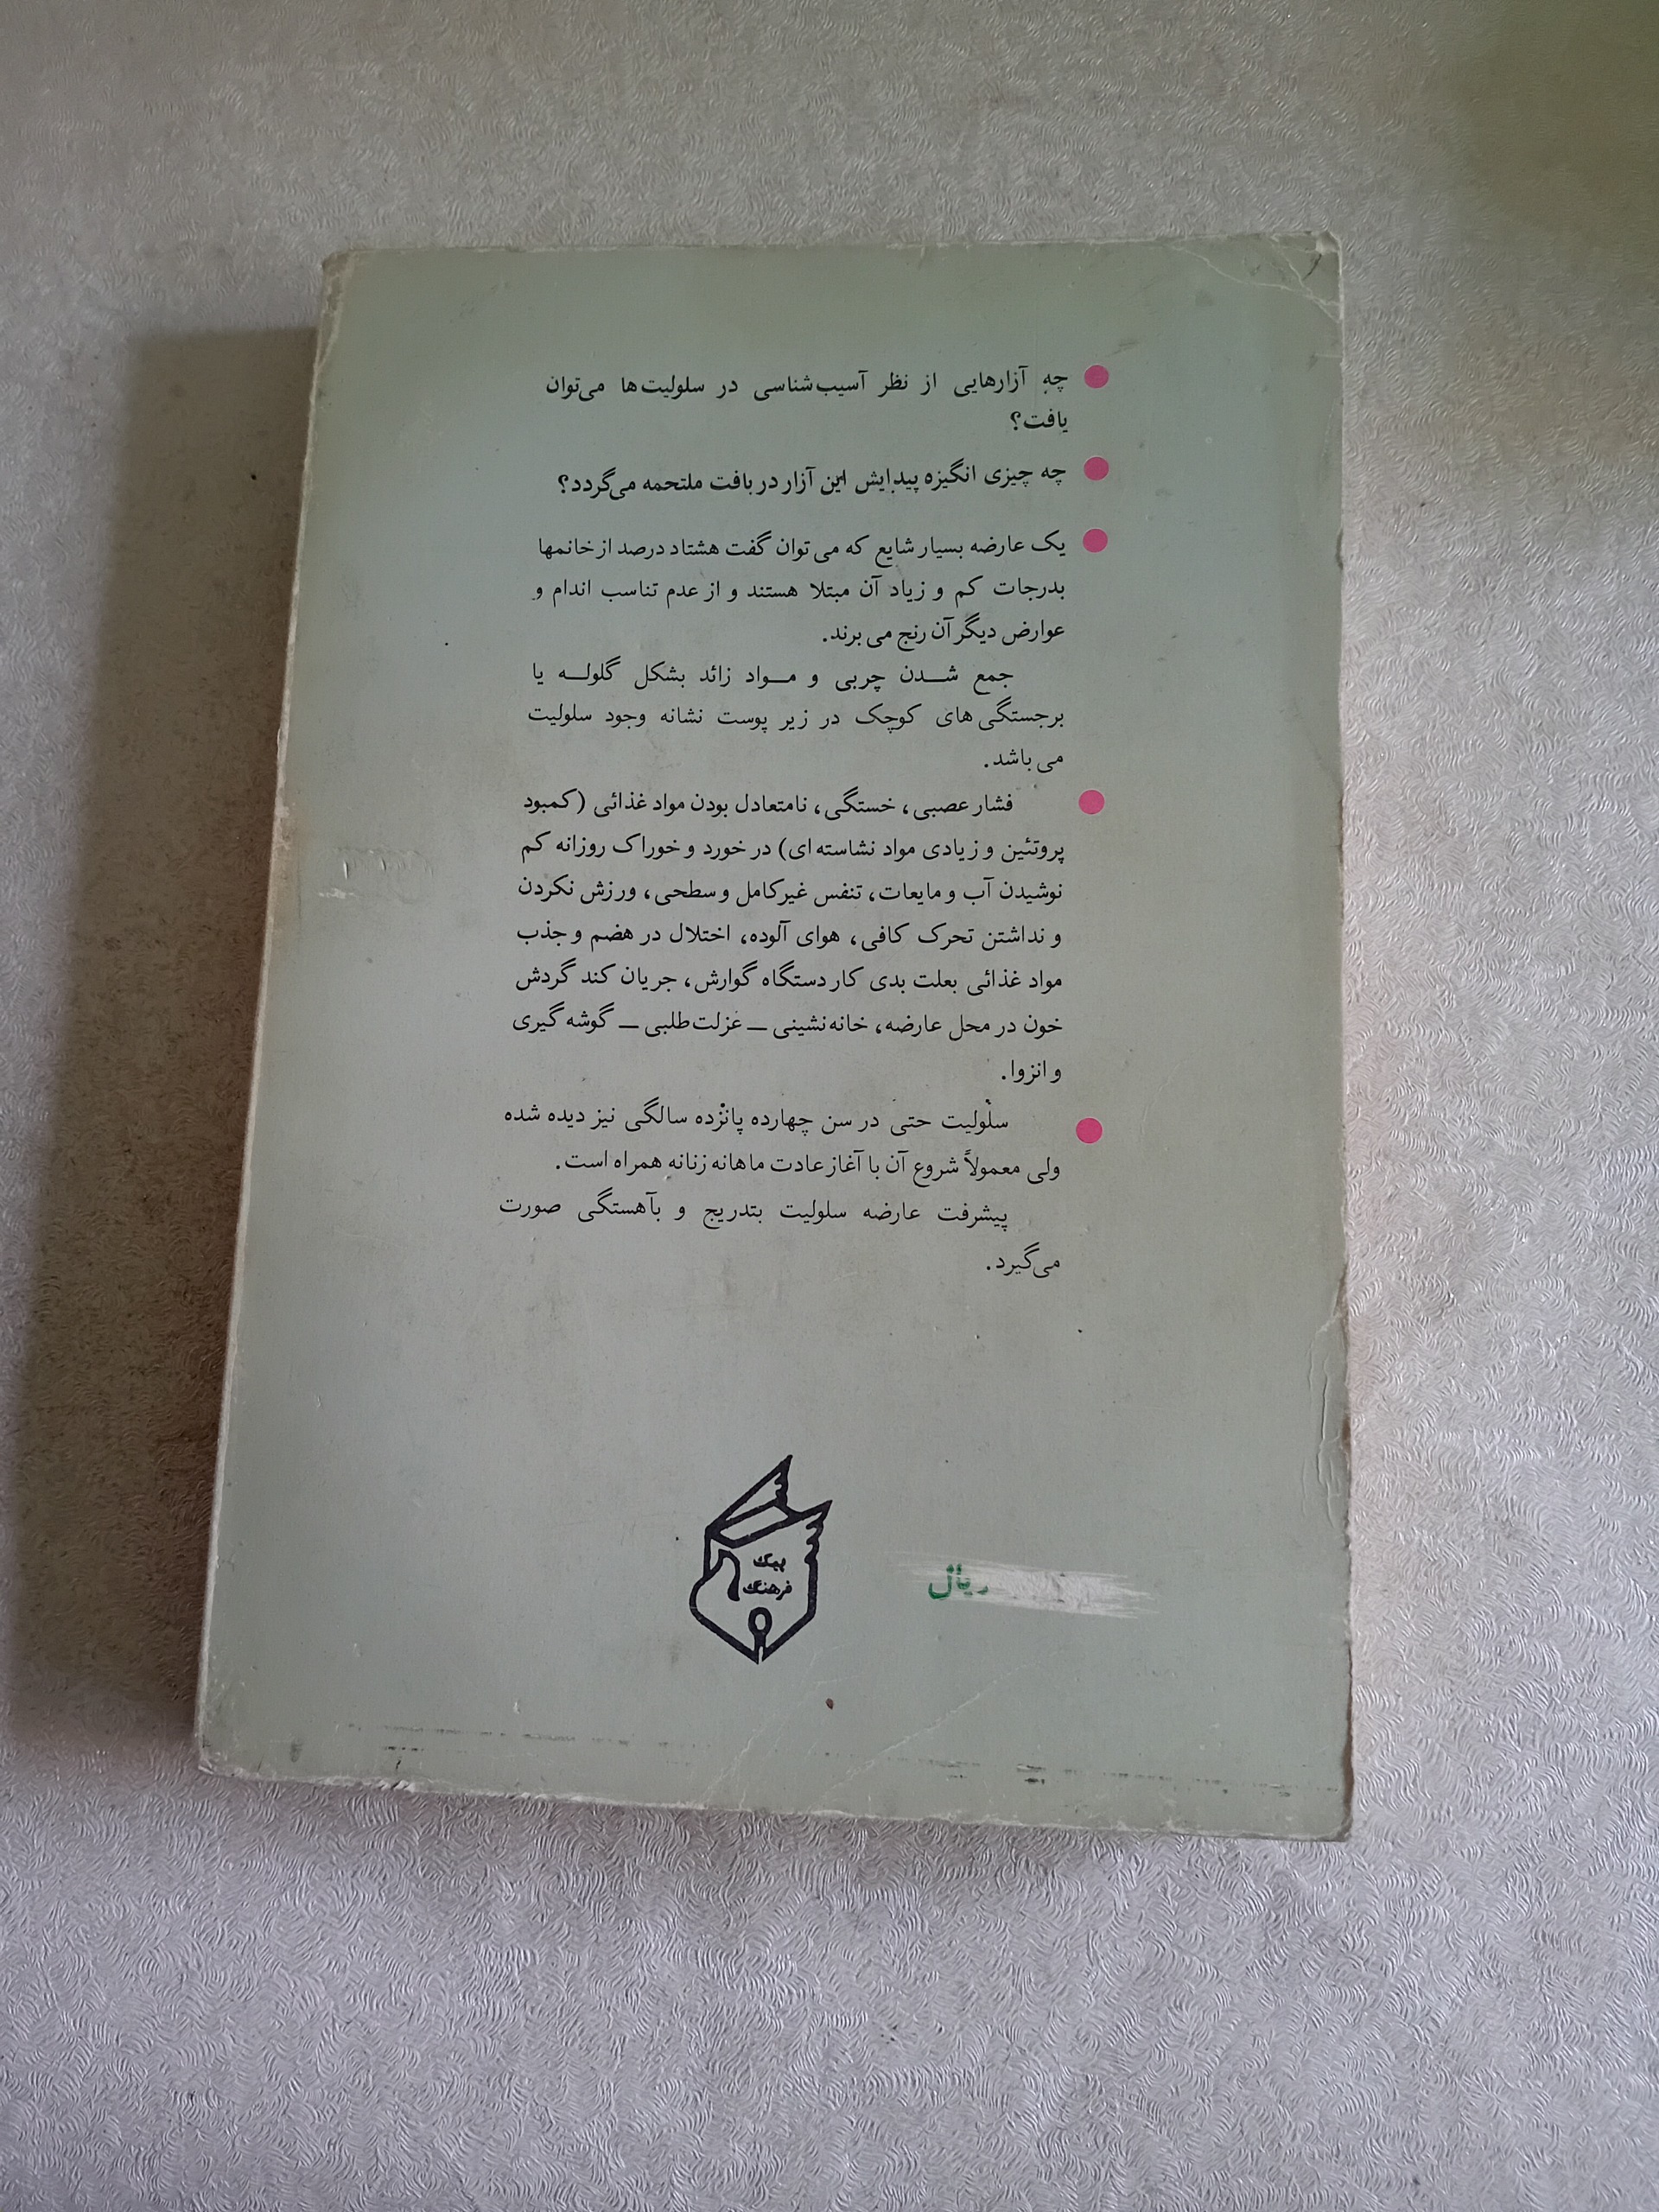 چه آزارهایی از نظر آسیب‌شناسی در سلولیت‌ها می‌توان
یافت؟
چه چیزی انگیزه پیدایش این آزار در بافت ملتحمه می‌گردد؟
یک عارضه بسیار شایع که می توان گفت هشتاد درصد از خانمها
بدرجات کم و زیاد آن مبتلا هستند و از عدم تناسب اندام و
عوارض دیگر آن رنج می برند.
جمع شدن چربی و مواد زائد بشکل گلوله یا
برجستگی های کوچک در زیر پوست نشانه وجود سلولیت
می باشد.
فشار عصبی، خستگی، نامتعادل بودن مواد غذائی (کمبود
پروتئین و زیادی مواد نشاسته ای) در خورد و خوراک روزانه کم
نوشیدن آب و مایعات، تنفس غیرکامل و سطحی، ورزش نکردن
و نداشتن تحرک کافی، هوای آلوده، اختلال در هضم و جذب
مواد غذائی بعلت بدی کار دستگاه گوارش، جریان کند گردش
خون در محل عارضه، خانه‌نشینی — عزلت‌طلبی — گوشه گیری
و انزوا.
سلولیت حتی در سن چهارده پانزده سالگی نیز دیده شده
ولی معمولاً شروع آن با آغاز عادت ماهانه زنانه همراه است.
پیشرفت عارضه سلولیت بتدریج و بآهستگی صورت
می‌گیرد.
پیک
فرهنگ
ریال